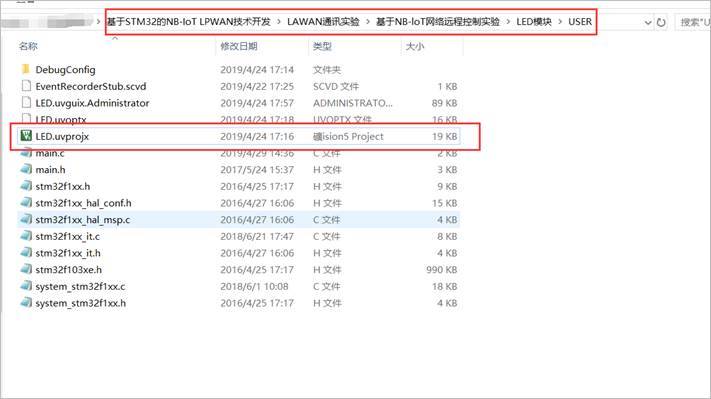 基于STM32的NB-IoT LPWAN技术开发 > LAWAN通讯实验 > 基于NB-IoT网络远程控制实验 > LED模块 > USER 搜索"U
名称 修改日期 类型 大小
DebugConfig 2019/4/24 17:14 文件夹
EventRecorderStub.scvd 2019/4/22 17:25 SCVD 文件 1 KB
LED.uvguix.Administrator 2019/4/24 17:57 ADMINISTRATO... 89 KB
LED.uvoptx 2019/4/24 17:17 UVOPTX 文件 16 KB
LED.uvprojx 2019/4/24 17:16 礦ision5 Project 19 KB
main.c 2019/4/29 14:36 C 文件 2 KB
main.h 2017/5/24 15:37 H 文件 3 KB
stm32f1xx.h 2016/4/25 17:17 H 文件 9 KB
stm32f1xx_hal_conf.h 2016/4/27 16:06 H 文件 15 KB
stm32f1xx_hal_msp.c 2016/4/27 16:06 C 文件 4 KB
stm32f1xx_it.c 2018/6/21 17:47 C 文件 8 KB
stm32f1xx_it.h 2016/4/27 16:06 H 文件 4 KB
stm32f103xe.h 2016/4/25 17:17 H 文件 990 KB
system_stm32f1xx.c 2018/6/1 10:08 C 文件 18 KB
system_stm32f1xx.h 2016/4/25 17:17 H 文件 4 KB